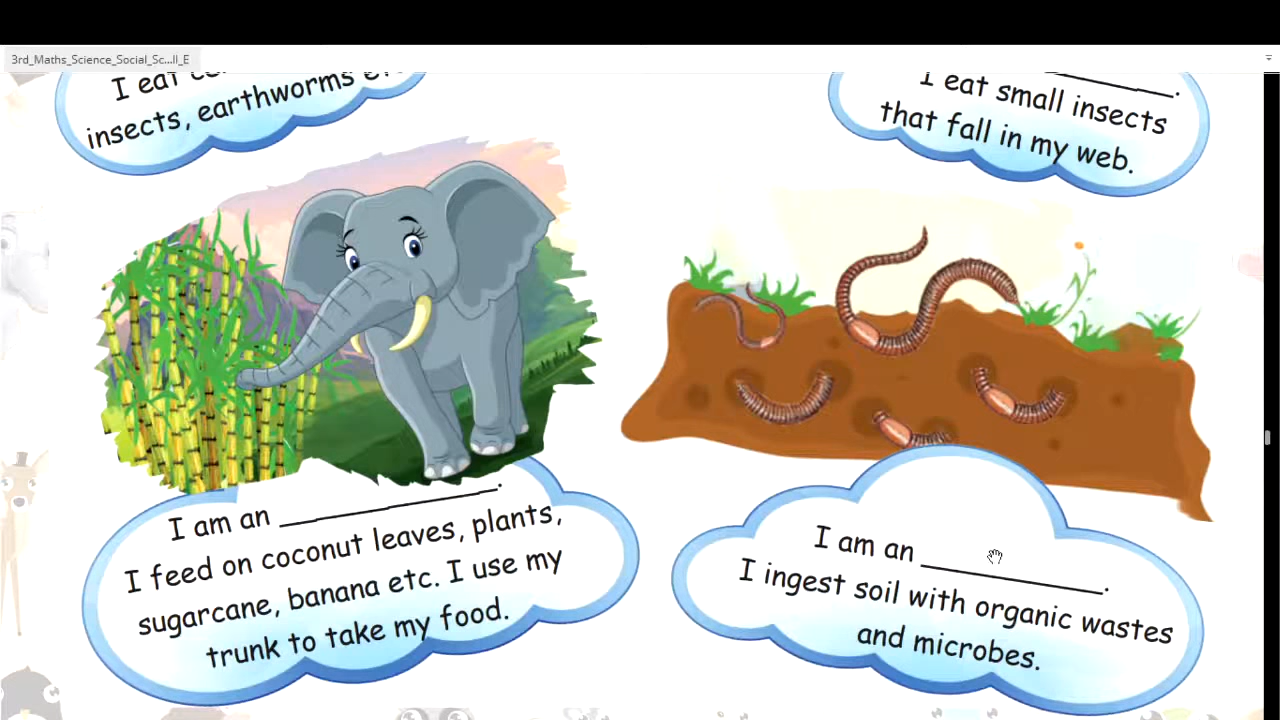 3rd_Maths_Science_Social_Sc...ll_E
I eat
insects, earthworms
I eat small insects
that fall in my web.
I am an ____________.
I feed on coconut leaves, plants,
sugarcane, banana etc. I use my
trunk to take my food.
I am an ____________.
I ingest soil with organic wastes
and microbes.